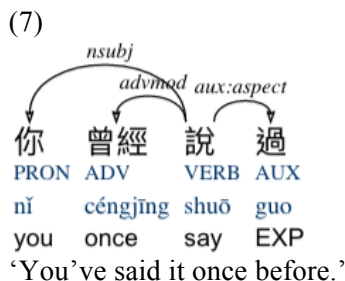 (7)
nsubj
advmod aux:aspect
你 曾經 說 過
PRON ADV VERB AUX
nǐ céngjīng shuō guo
you once say EXP
‘You’ve said it once before.’